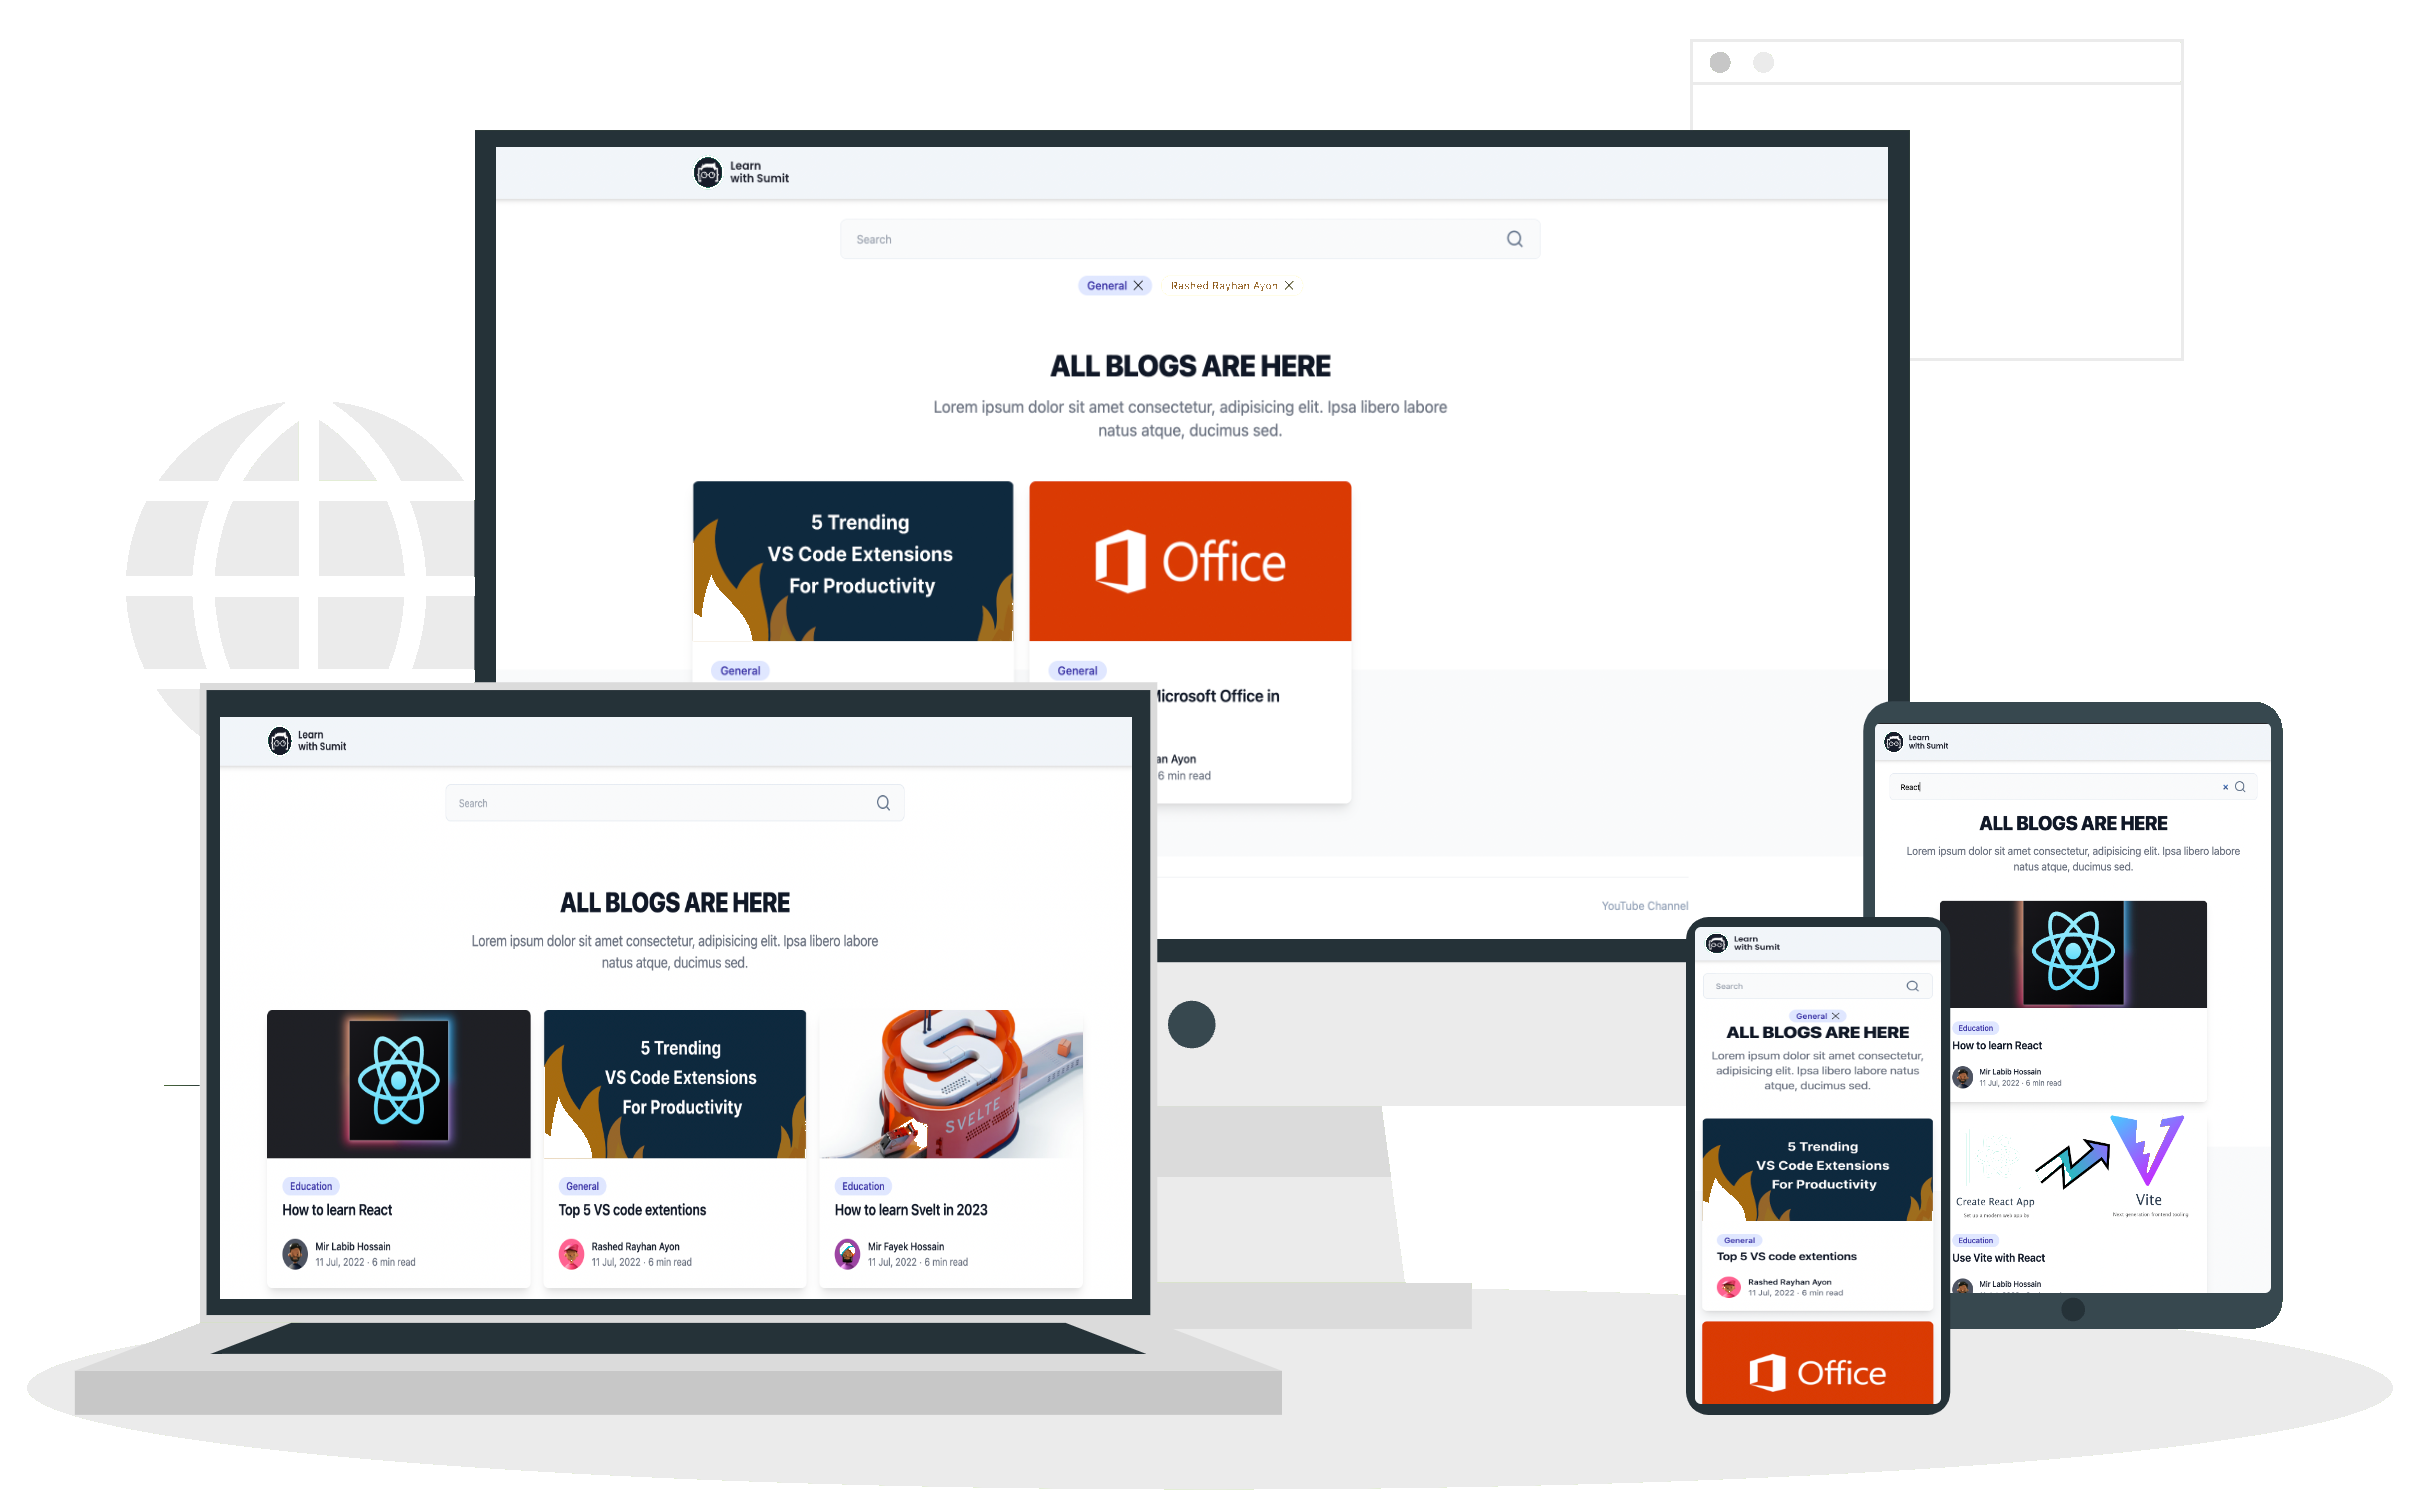 Learn
with Sumit
Search
General
Rashed Rayhan Ayon
ALL BLOGS ARE HERE
Lorem ipsum dolor sit amet consectetur, adipisicing elit. Ipsa libero labore
natus atque, ducimus sed.
5 Trending
VS Code Extensions
For Productivity
Office
General
General
Microsoft Office in
an Ayon
6 min read
YouTube Channel
Learn
with Sumit
Search
ALL BLOGS ARE HERE
Lorem ipsum dolor sit amet consectetur, adipisicing elit. Ipsa libero labore
natus atque, ducimus sed.
5 Trending
VS Code Extensions
For Productivity
SVELTE
Education
How to learn React
Mir Labib Hossain
11 Jul, 2022 · 6 min read
General
Top 5 VS code extentions
Rashed Rayhan Ayon
11 Jul, 2022 · 6 min read
Education
How to learn Svelt in 2023
Mir Fayek Hossain
11 Jul, 2022 · 6 min read
Learn
with Sumit
Search
General
ALL BLOGS ARE HERE
Lorem ipsum dolor sit amet consectetur,
adipisicing elit. Ipsa libero labore natus
atque, ducimus sed.
5 Trending
VS Code Extensions
For Productivity
General
Top 5 VS code extentions
Rashed Rayhan Ayon
11 Jul, 2022 · 6 min read
Office
Learn
with Sumit
React
ALL BLOGS ARE HERE
Lorem ipsum dolor sit amet consectetur, adipisicing elit. Ipsa libero labore
natus atque, ducimus sed.
Education
How to learn React
Mir Labib Hossain
11 Jul, 2022 · 6 min read
Create React App
Set up a modern web app by
Vite
Next generation frontend tooling
Education
Use Vite with React
Mir Labib Hossain